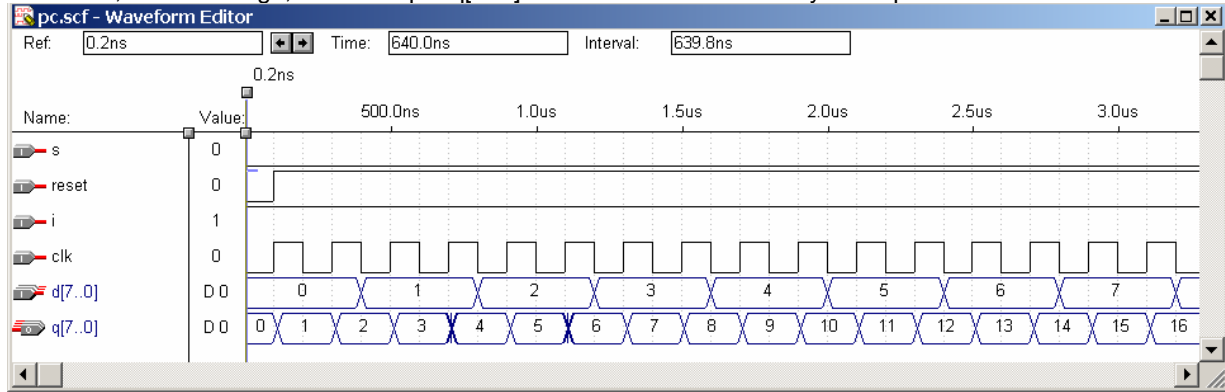 pc.scf - Waveform Editor
Ref: 0.2ns Time: 640.0ns Interval: 639.8ns
0.2ns
Name: Value: 500.0ns 1.0us 1.5us 2.0us 2.5us 3.0us
s 0
reset 0
i 1
clk 0
d[7..0] D 0 0 1 2 3 4 5 6 7
q[7..0] D 0 0 1 2 3 4 5 6 7 8 9 10 11 12 13 14 15 16